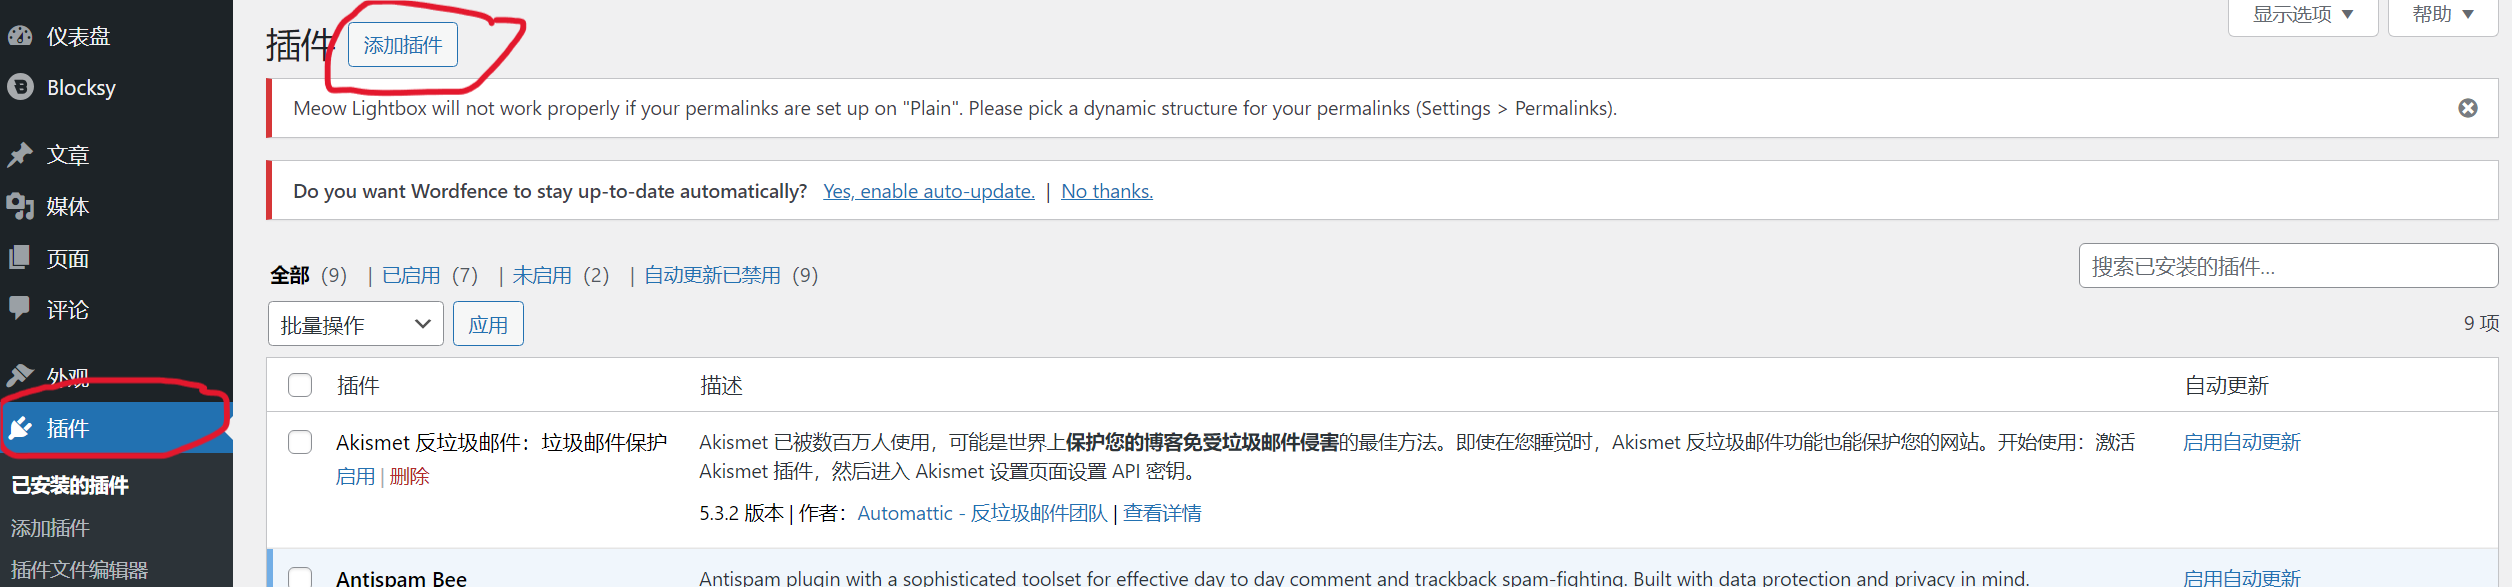 仪表盘
Blocksy
文章
媒体
页面
评论
外观
插件
已安装的插件
添加插件
插件文件编辑器
插件 添加插件
显示选项 ▼ 帮助 ▼
Meow Lightbox will not work properly if your permalinks are set up on "Plain". Please pick a dynamic structure for your permalinks (Settings > Permalinks).
Do you want Wordfence to stay up-to-date automatically? Yes, enable auto-update. | No thanks.
全部 (9) | 已启用 (7) | 未启用 (2) | 自动更新已禁用 (9)
搜索已安装的插件...
批量操作 应用
9 项
插件 描述 自动更新
Akismet 反垃圾邮件：垃圾邮件保护
启用 | 删除
Akismet 已被数百万人使用，可能是世界上保护您的博客免受垃圾邮件侵害的最佳方法。即使在您睡觉时，Akismet 反垃圾邮件功能也能保护您的网站。开始使用：激活
Akismet 插件，然后进入 Akismet 设置页面设置 API 密钥。
5.3.2 版本 | 作者：Automattic - 反垃圾邮件团队 | 查看详情
启用自动更新
Antispam Bee
Antispam plugin with a sophisticated toolset for effective day to day comment and trackback spam-fighting. Built with data protection and privacy in mind.
启用自动更新